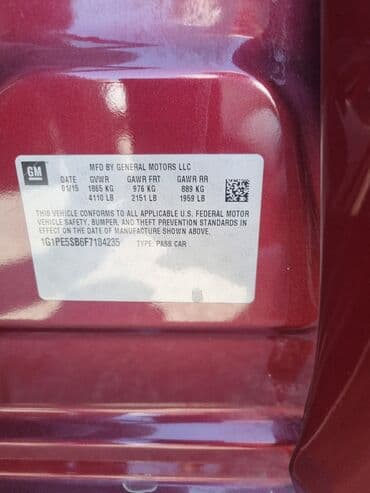 GM
MFD BY GENERAL MOTORS LLC
DATE GVWR GAWR FRT GAWR RR
01/15 1865 KG 976 KG 889 KG
4110 LB 2151 LB 1959 LB
THIS VEHICLE CONFORMS TO ALL APPLICABLE U.S. FEDERAL MOTOR
VEHICLE SAFETY, BUMPER, AND THEFT PREVENTION STANDARDS IN
EFFECT ON THE DATE OF MANUFACTURE SHOWN ABOVE.
1G1PE5SB6F7184235 TYPE: PASS CAR